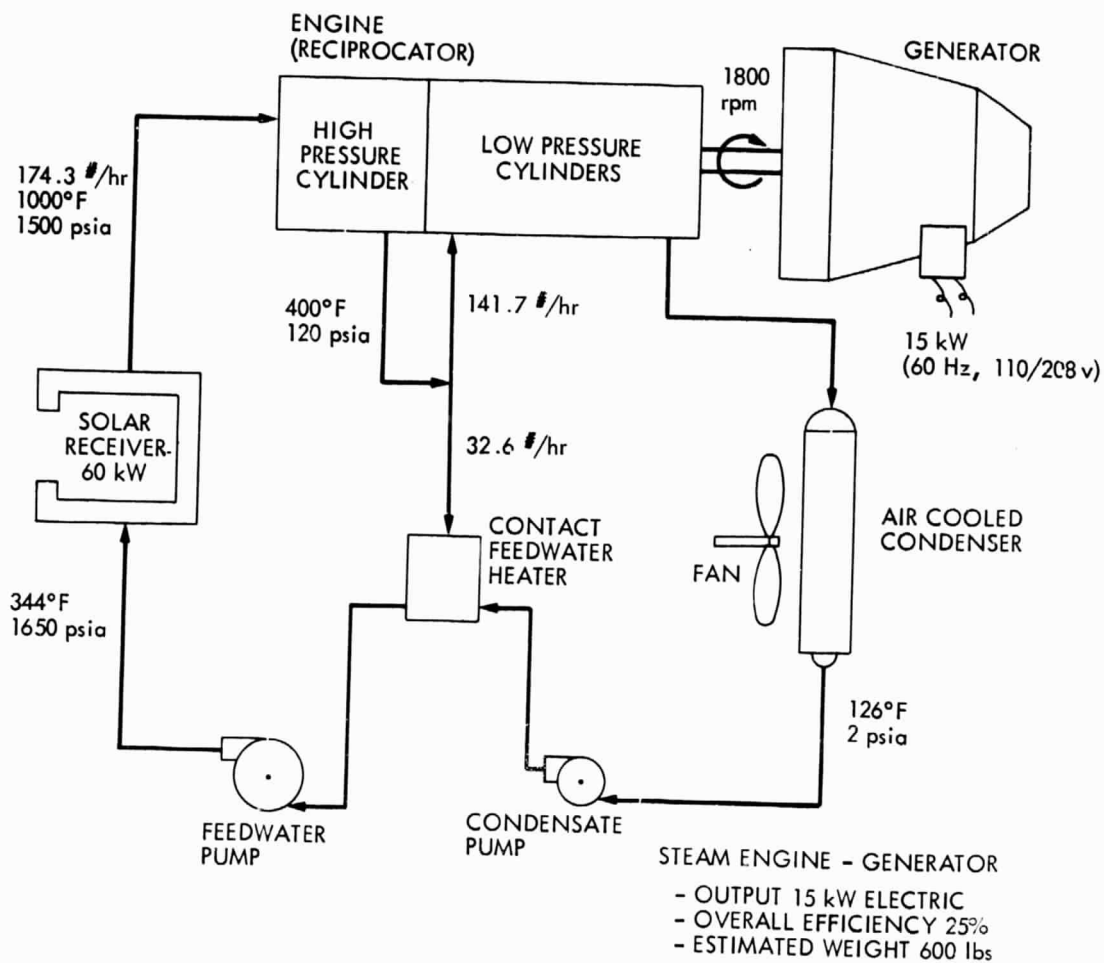 ENGINE
(RECIPROCATOR)
GENERATOR
1800
rpm
HIGH
PRESSURE
CYLINDER
LOW PRESSURE
CYLINDERS
174.3 #/hr
1000°F
1500 psia
400°F
120 psia
141.7 #/hr
15 kW
(60 Hz, 110/208 v)
SOLAR
RECEIVER-
60 kW
32.6 #/hr
CONTACT
FEEDWATER
HEATER
FAN
AIR COOLED
CONDENSER
344°F
1650 psia
126°F
2 psia
FEEDWATER
PUMP
CONDENSATE
PUMP
STEAM ENGINE - GENERATOR
- OUTPUT 15 kW ELECTRIC
- OVERALL EFFICIENCY 25%
- ESTIMATED WEIGHT 600 lbs